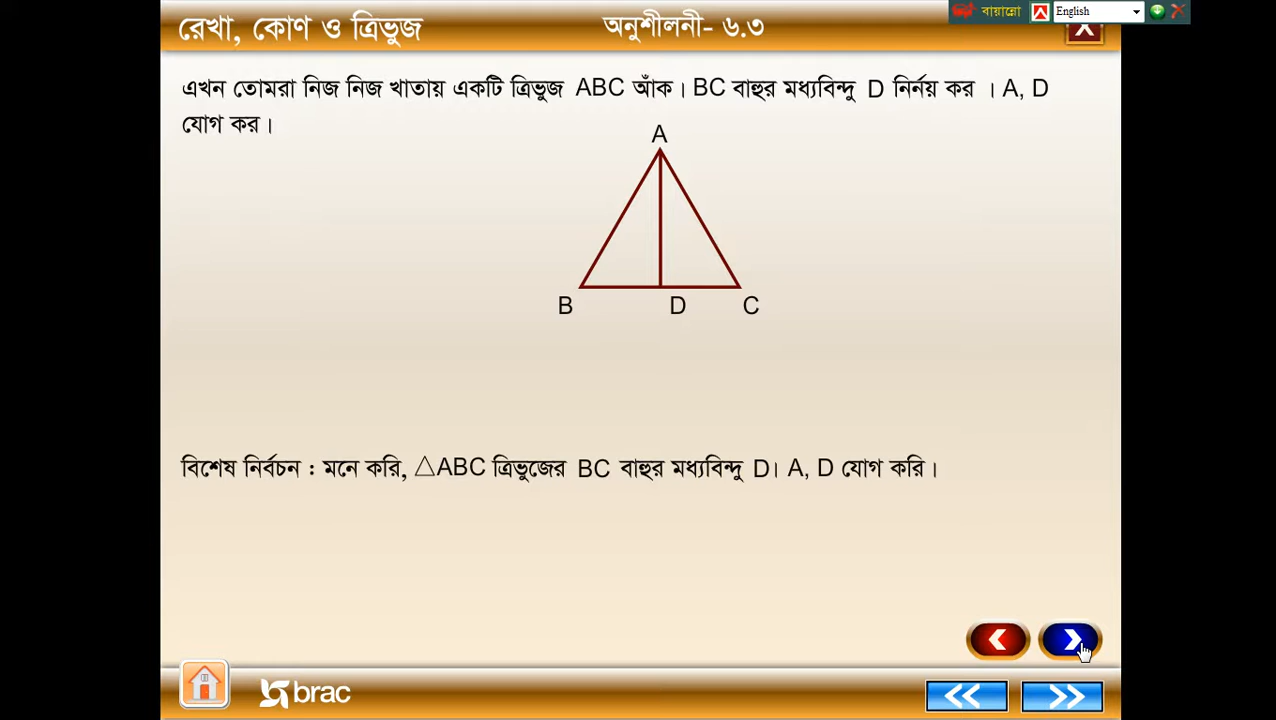 বায়ান্নো English
রেখা, কোণ ও ত্রিভুজ অনুশীলনী- ৬.৩ X
এখন তোমরা নিজ নিজ খাতায় একটি ত্রিভুজ ABC আঁক। BC বাহুর মধ্যবিন্দু D নির্নয় কর । A, D
যোগ কর।
A
B D C
বিশেষ নির্বচন : মনে করি, △ABC ত্রিভুজের BC বাহুর মধ্যবিন্দু D। A, D যোগ করি।
brac